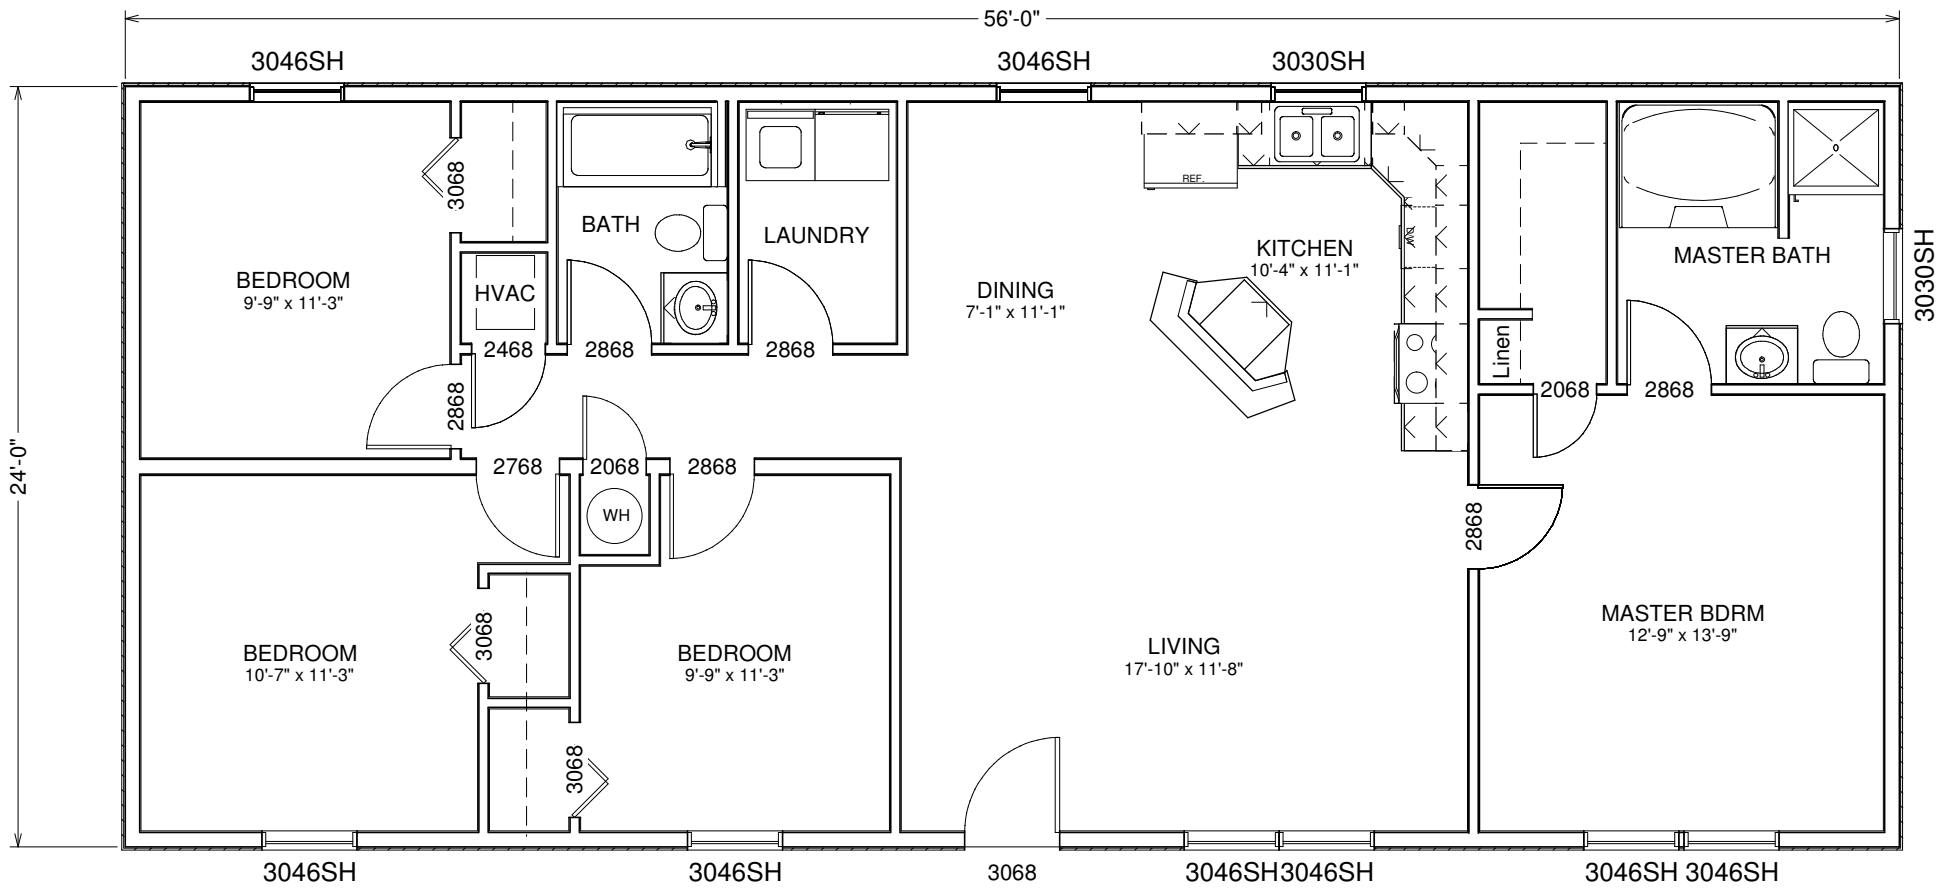 56'-0"
3046SH
3046SH
3030SH
24'-0"
3068
BEDROOM
9'-9" x 11'-3"
HVAC
2468
BATH
2868
LAUNDRY
2868
DINING
7'-1" x 11'-1"
REF.
KITCHEN
10'-4" x 11'-1"
DW
Linen
2068
MASTER BATH
2868
3030SH
2868
2768
2068
2868
WH
2868
BEDROOM
10'-7" x 11'-3"
3068
BEDROOM
9'-9" x 11'-3"
3068
LIVING
17'-10" x 11'-8"
MASTER BDRM
12'-9" x 13'-9"
3046SH
3046SH
3068
3046SH
3046SH
3046SH
3046SH